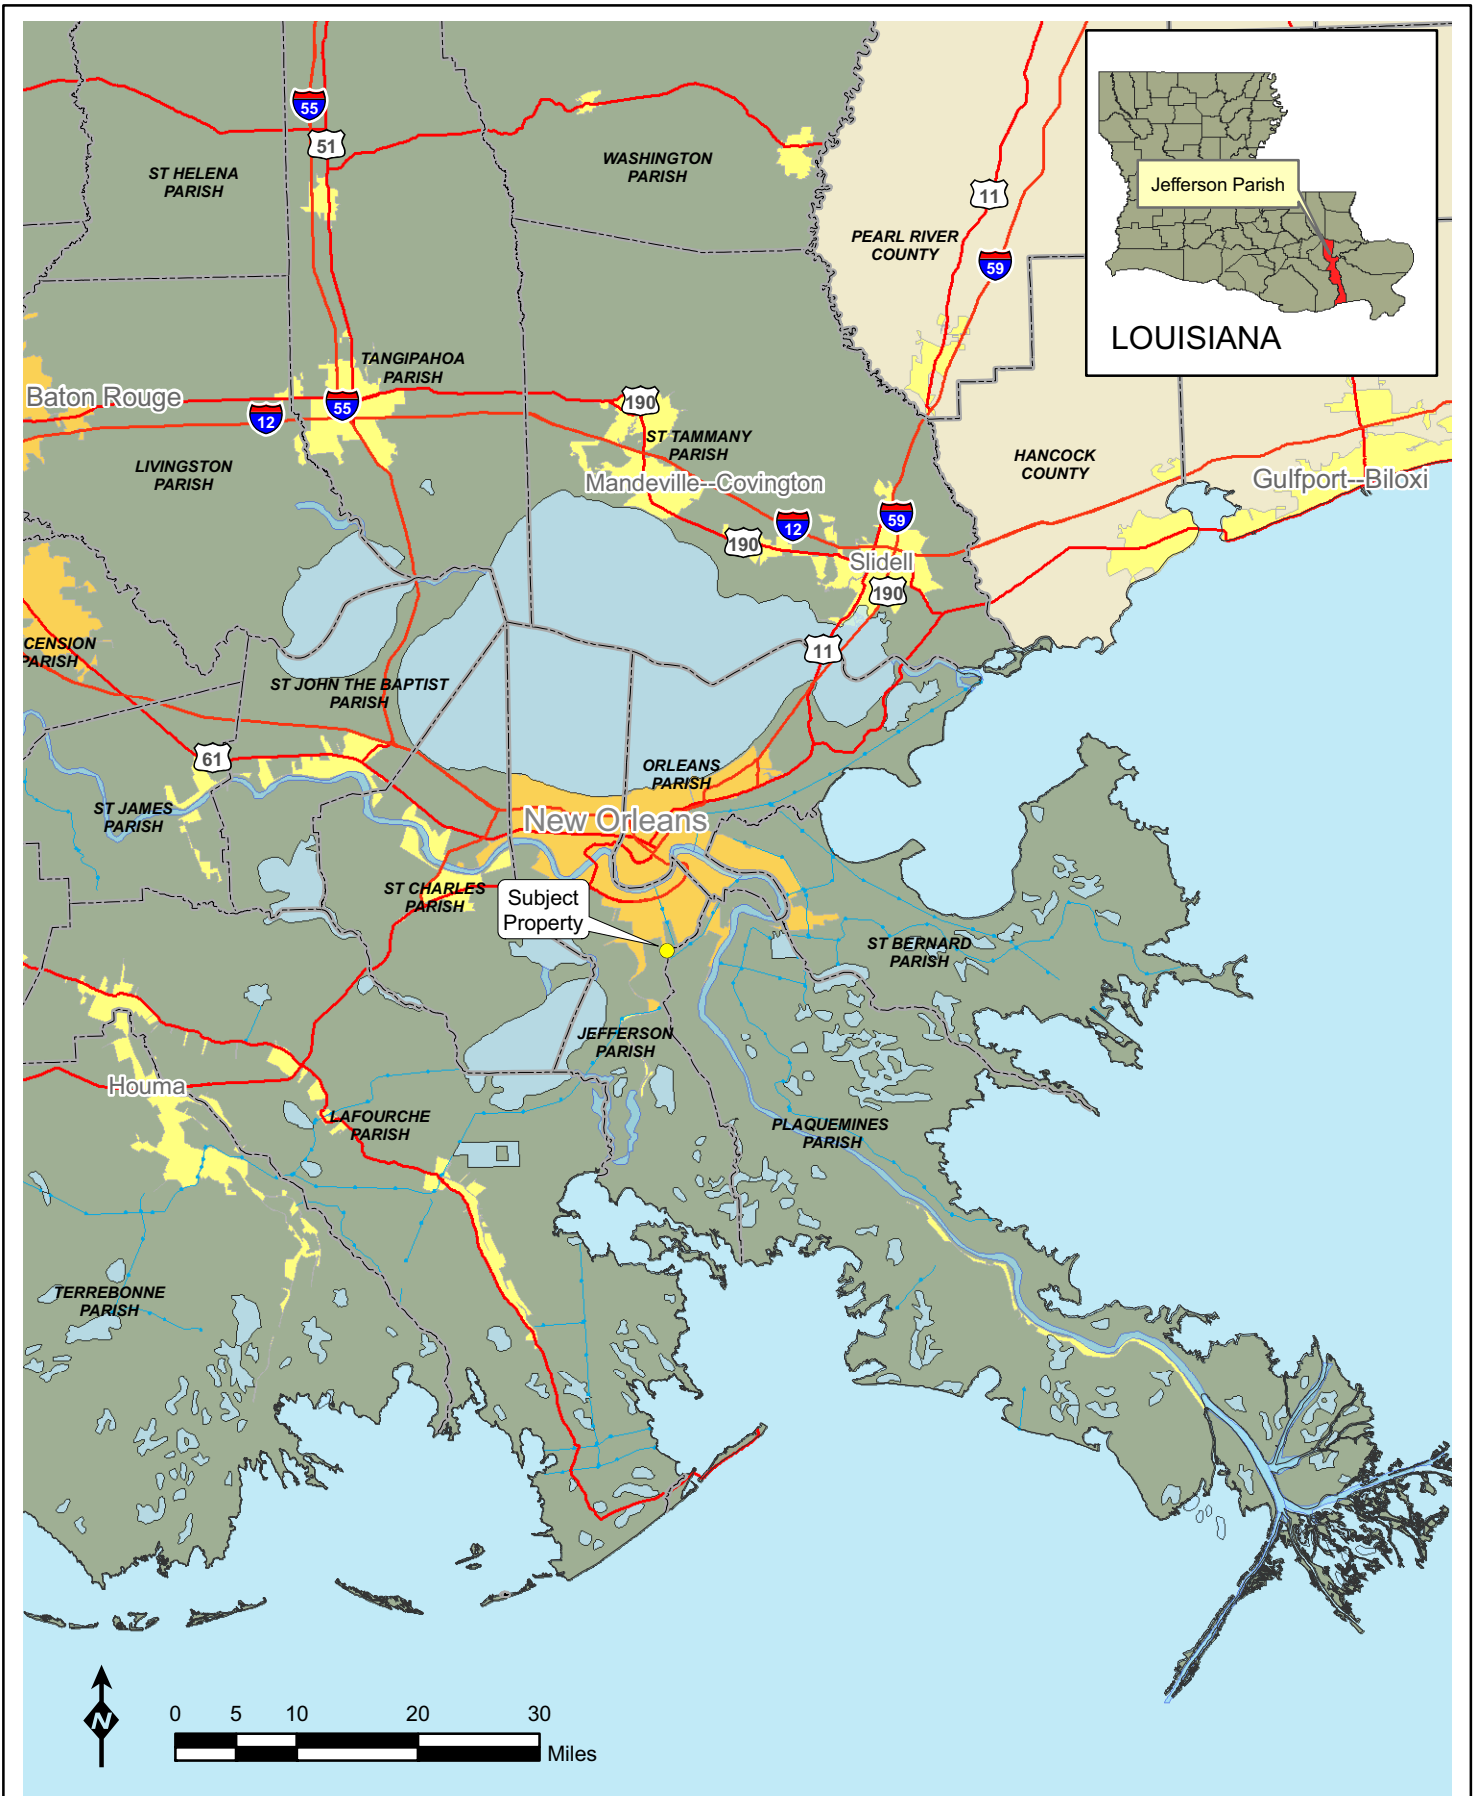 55
51
ST HELENA
PARISH
WASHINGTON
PARISH
11
PEARL RIVER
COUNTY
59
Jefferson Parish
LOUISIANA
TANGIPAHOA
PARISH
Baton Rouge
12
55
190
ST TAMMANY
PARISH
LIVINGSTON
PARISH
Mandeville--Covington
HANCOCK
COUNTY
Gulfport--Biloxi
12
59
190
Slidell
190
CENSION
PARISH
11
ST JOHN THE BAPTIST
PARISH
61
ORLEANS
PARISH
ST JAMES
PARISH
New Orleans
ST CHARLES
PARISH
Subject
Property
ST BERNARD
PARISH
JEFFERSON
PARISH
Houma
LAFOURCHE
PARISH
PLAQUEMINES
PARISH
TERREBONNE
PARISH
N
0 5 10 20 30
Miles